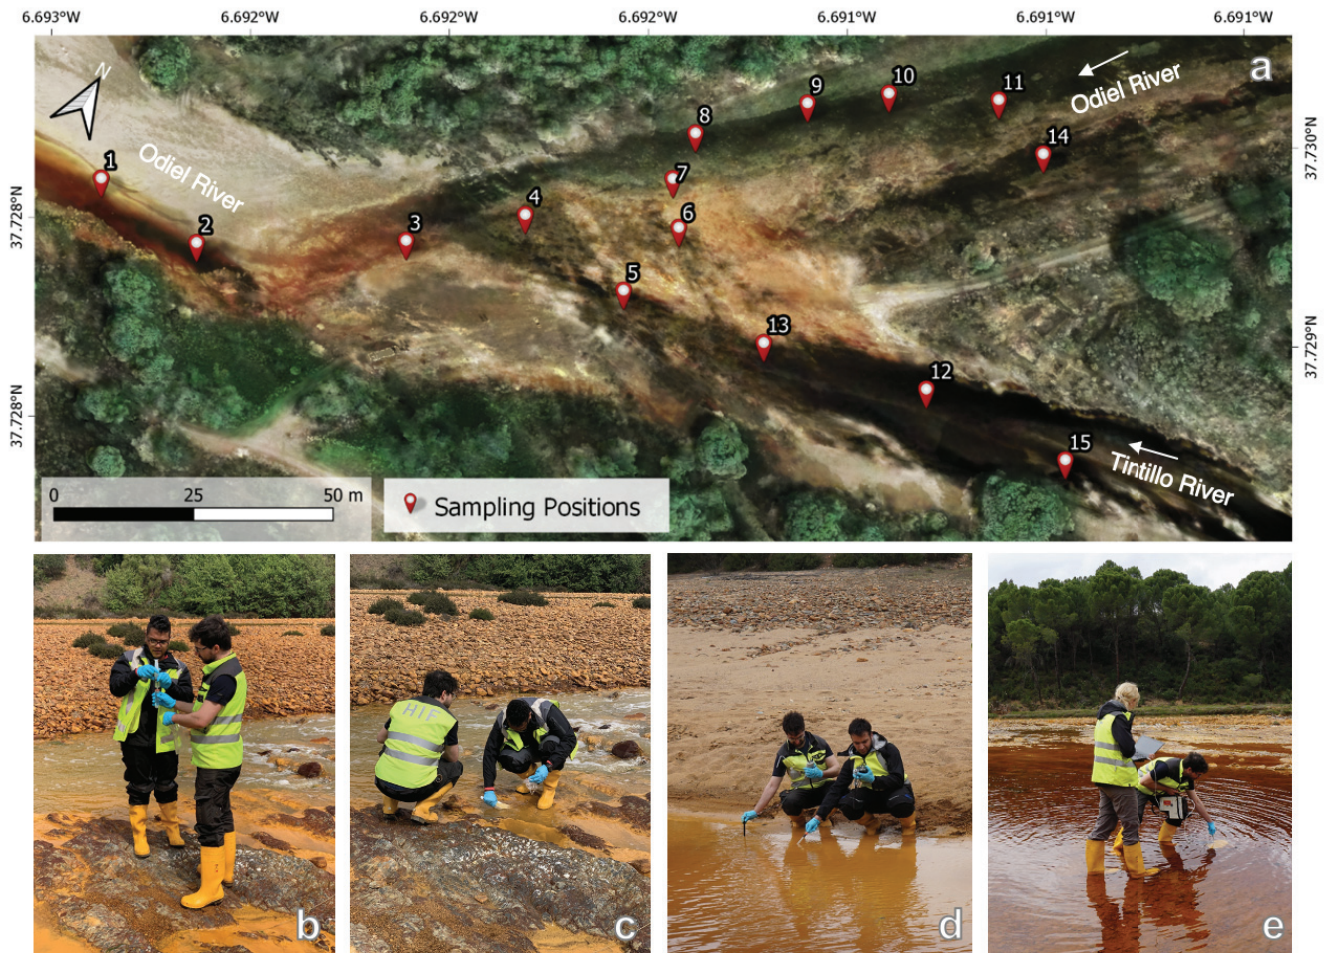 6.693°W 6.692°W 6.692°W 6.692°W 6.691°W 6.691°W 6.691°W
a
N
Odiel River
Odiel River
Tintillo River
1
2
3
4
5
6
7
8
9
10
11
12
13
14
15
37.728°N
37.728°N
37.730°N
37.729°N
0 25 50 m
Sampling Positions
HIF
b
c
d
e